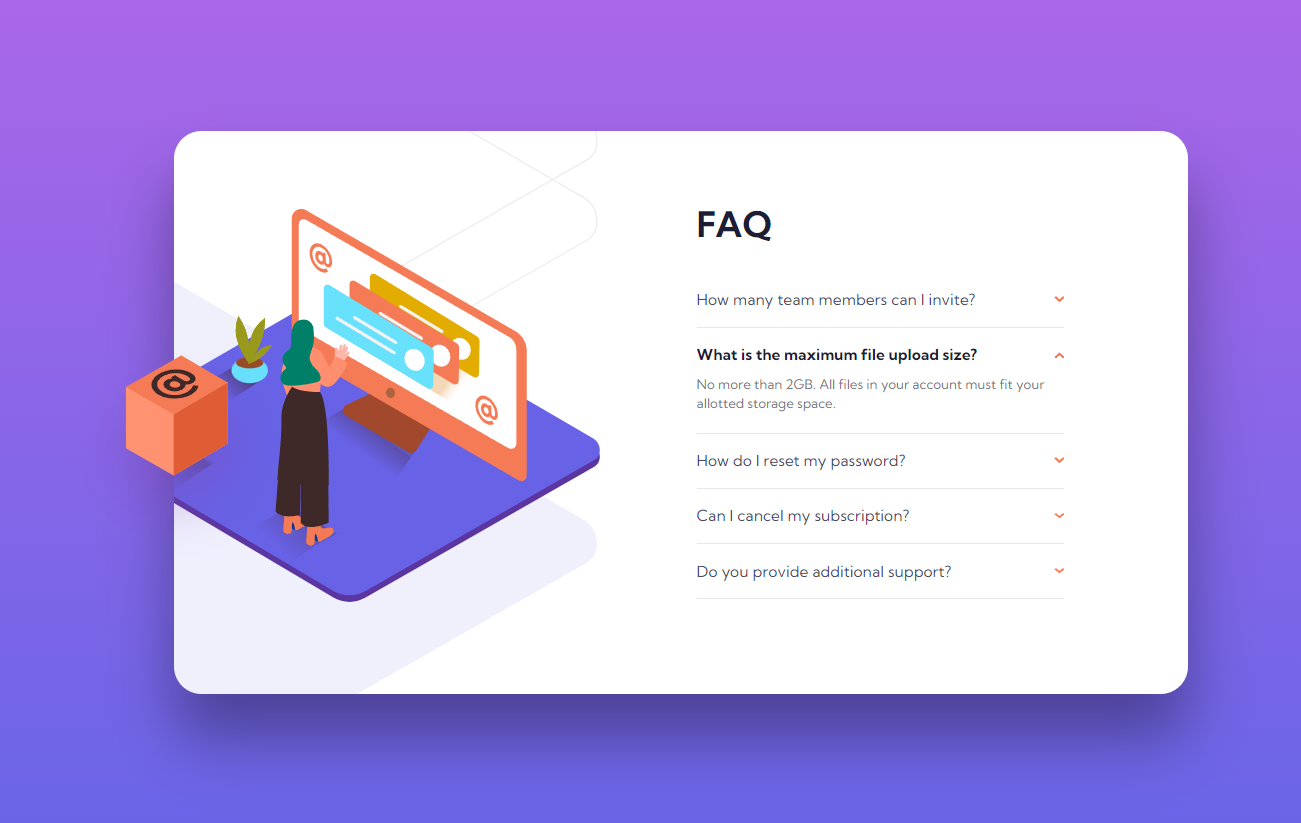 @
@
@
FAQ
How many team members can I invite?
What is the maximum file upload size?
No more than 2GB. All files in your account must fit your
allotted storage space.
How do I reset my password?
Can I cancel my subscription?
Do you provide additional support?